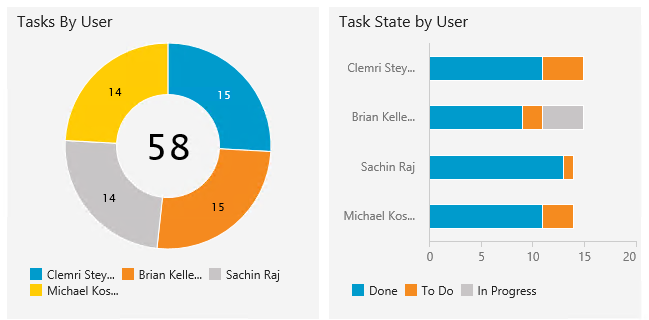 Tasks By User
15
15
14
14
58
Clemri Stey... Brian Kelle... Sachin Raj
Michael Kos...
Task State by User
Clemri Stey...
Brian Kelle...
Sachin Raj
Michael Kos...
0 5 10 15 20
Done To Do In Progress